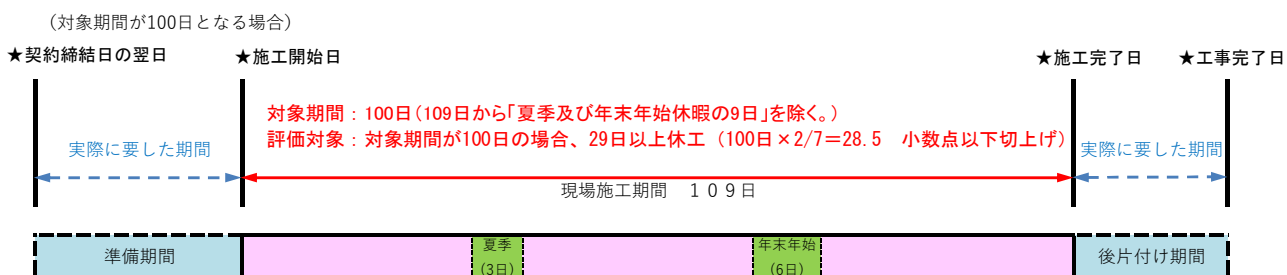 （対象期間が100日となる場合）
★契約締結日の翌日 ★施工開始日 ★施工完了日 ★工事完了日
対象期間：100日（109日から「夏季及び年末年始休暇の9日」を除く。）
評価対象：対象期間が100日の場合、29日以上休工（100日×2/7＝28.5 小数点以下切上げ）
実際に要した期間 実際に要した期間
現場施工期間 １０９日
準備期間 夏季 年末年始 後片付け期間
(3日) (6日)